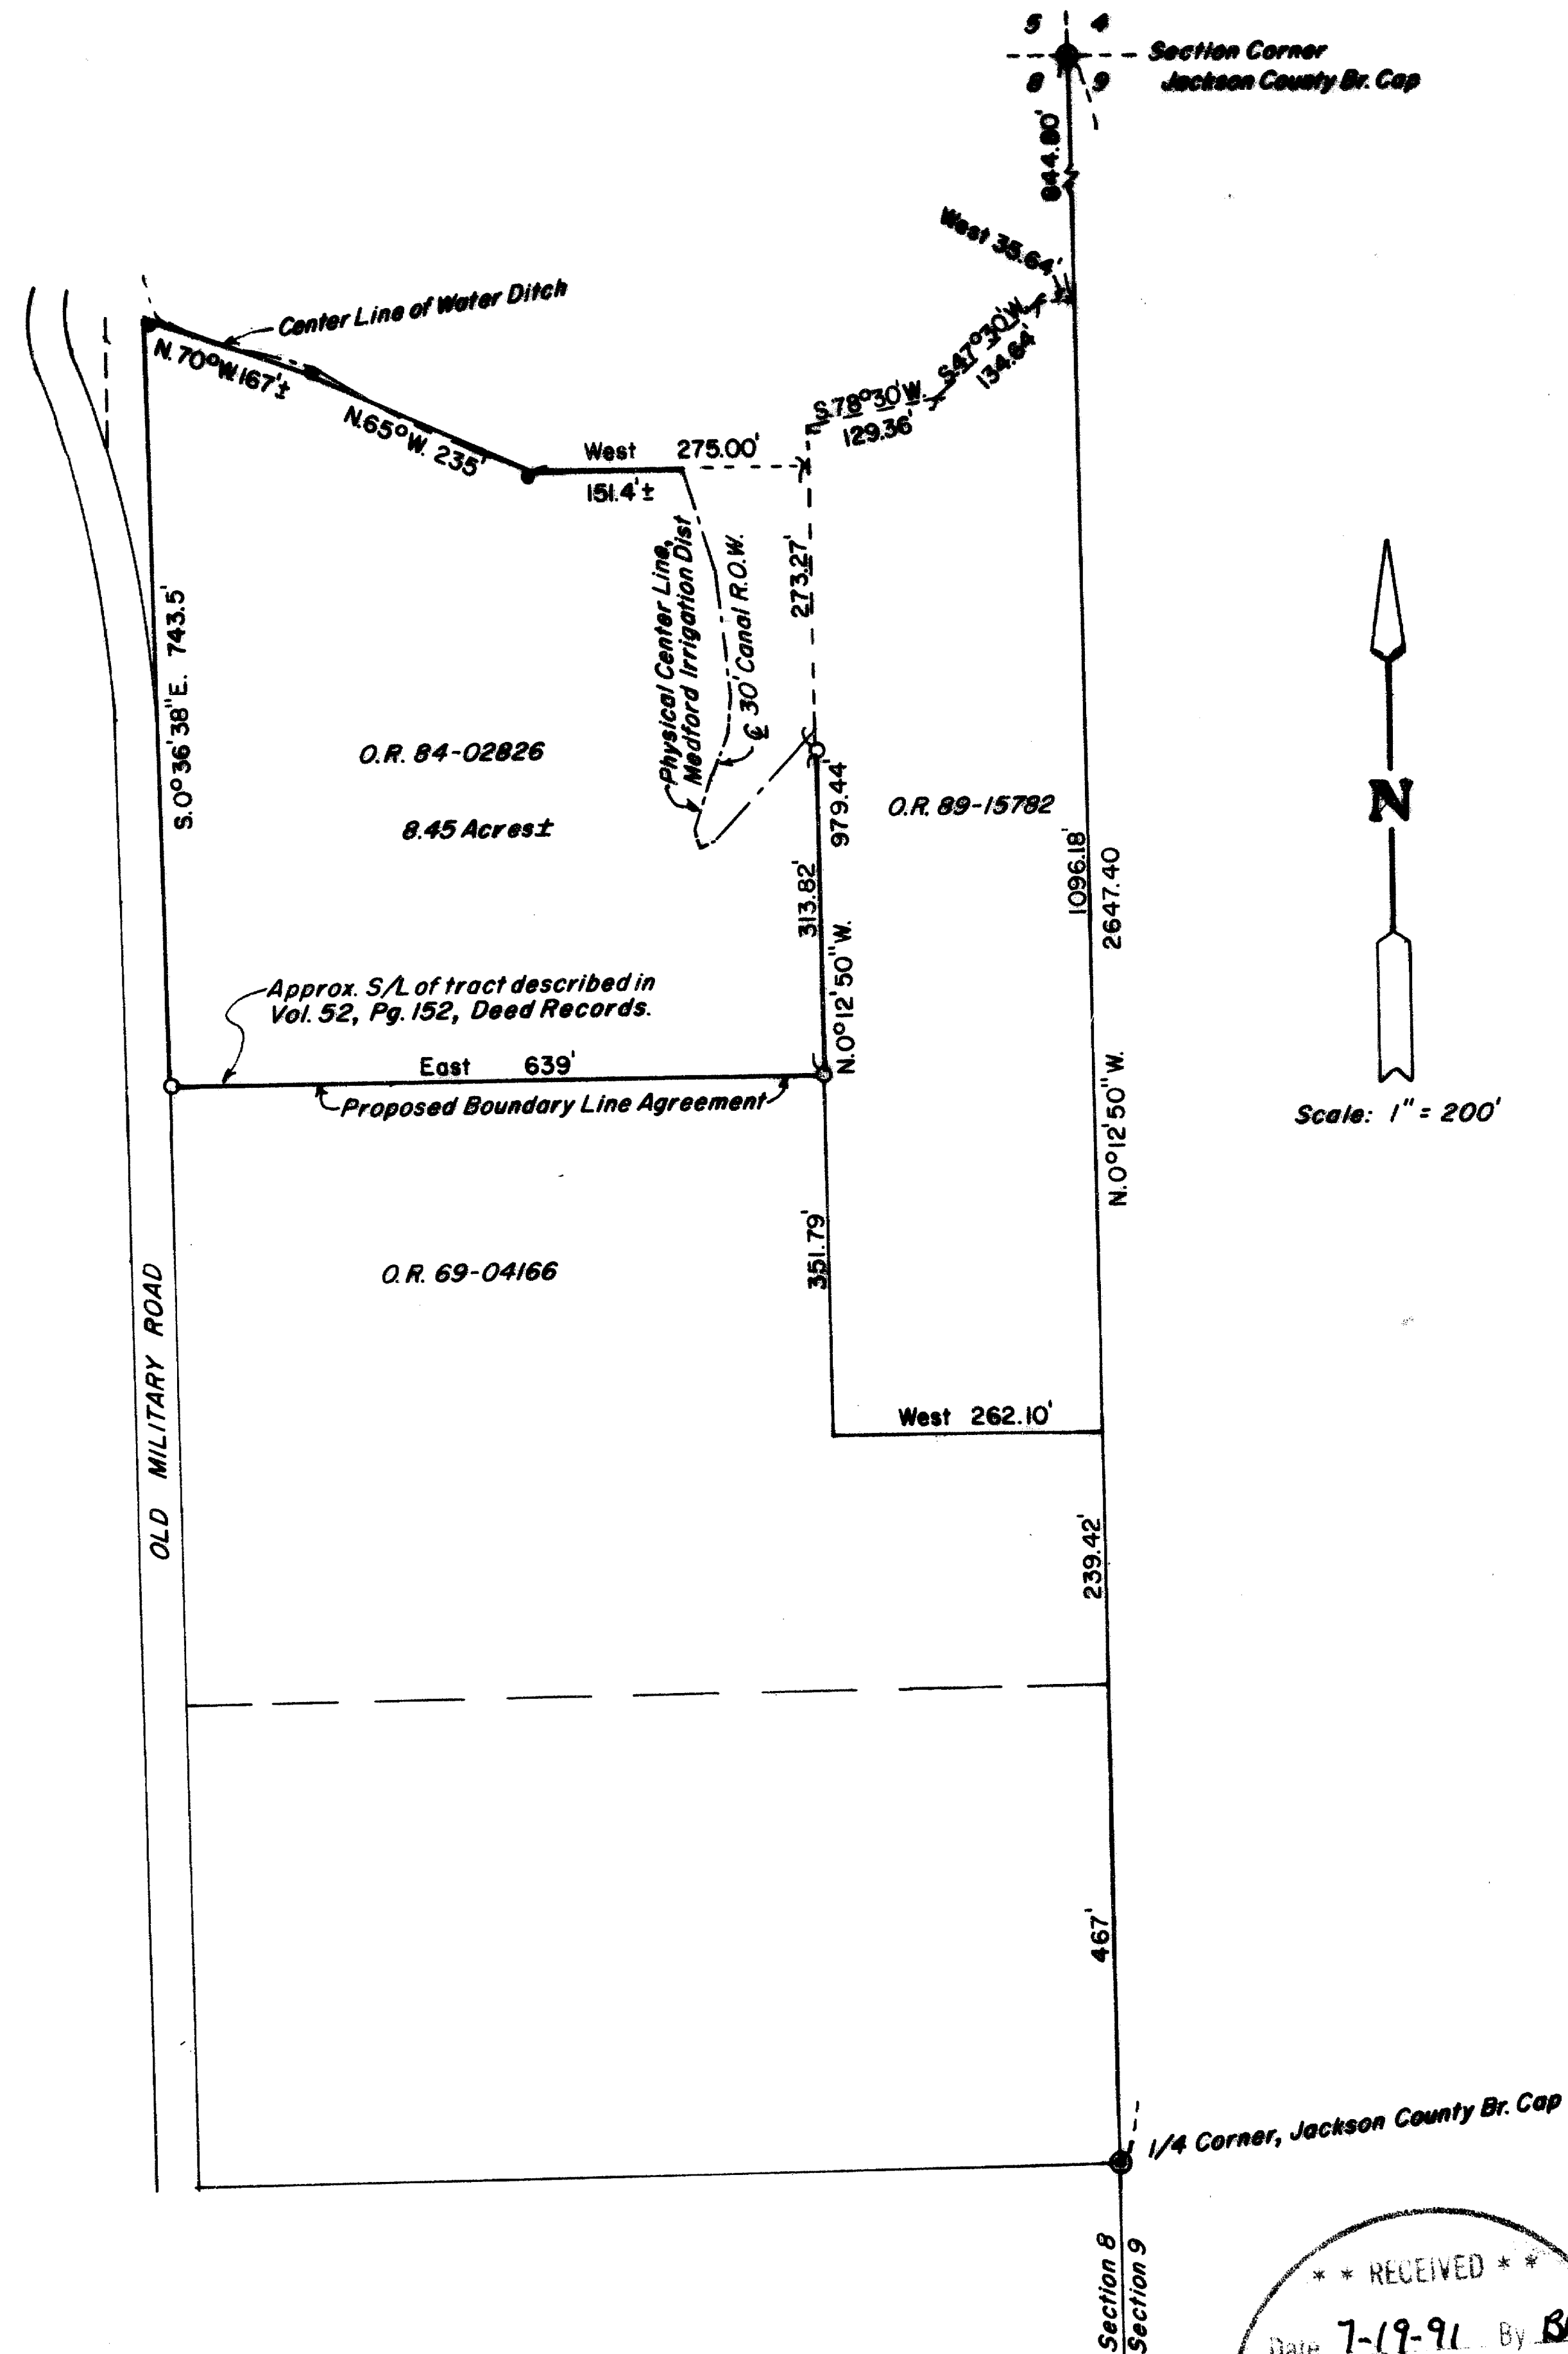 5 4
Section Corner
8 9
Jackson County Br. Cap
844.80'
West 35.64'
Center Line of Water Ditch
N. 70° W. 167'±
N. 65° W. 235'
S. 47° 30' W.
134.64'
S. 78° 30' W.
129.36'
West 275.00'
151.4'±
Physical Center Line,
Medford Irrigation Dist
℄ 30' Canal R.O.W.
273.27'
S. 0° 36' 38" E. 743.5'
O.R. 84-02826
8.45 Acres±
979.44'
O.R. 89-15782
313.82'
N. 0° 12' 50" W.
1096.18'
2647.40
N. 0° 12' 50" W.
N
Scale: 1" = 200'
Approx. S/L of tract described in
Vol. 52, Pg. 152, Deed Records.
East 639'
Proposed Boundary Line Agreement
351.79'
O.R. 69-04166
OLD MILITARY ROAD
West 262.10'
239.42'
467'
1/4 Corner, Jackson County Br. Cap
Section 8
Section 9
* * RECEIVED * *
Date 7-19-91 By